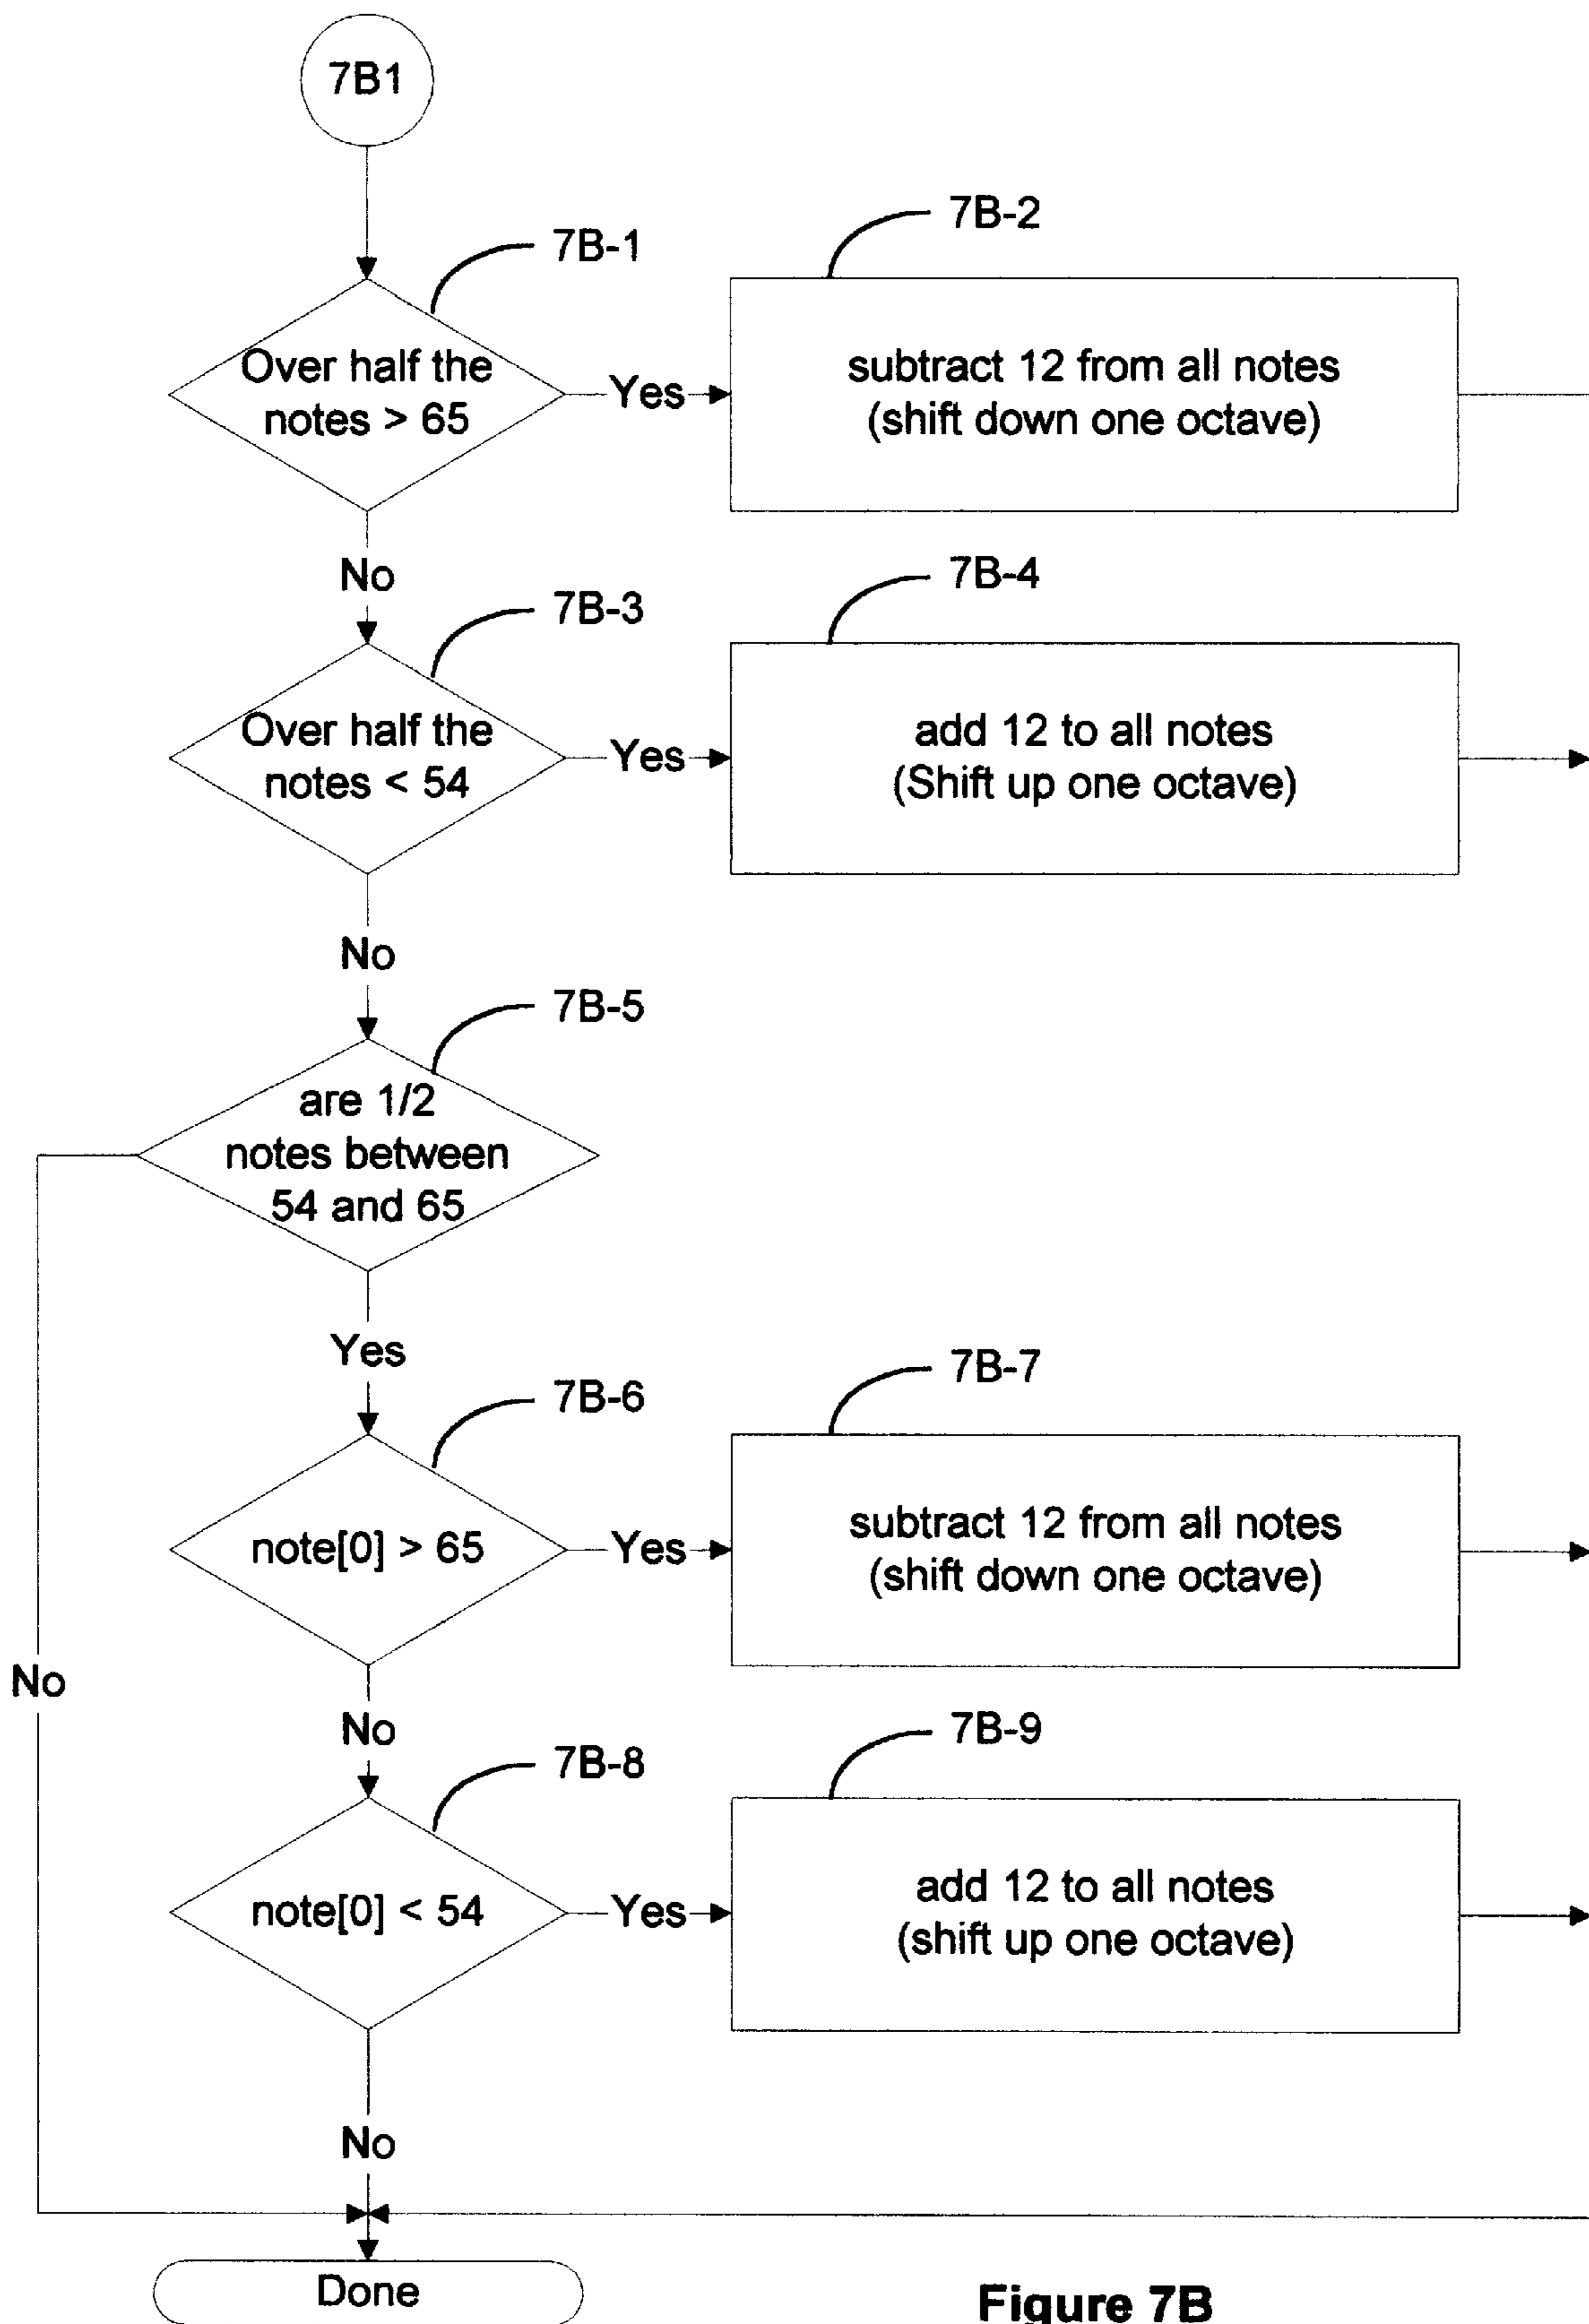 7B1
7B-1
7B-2
Over half the
notes > 65
Yes
subtract 12 from all notes
(shift down one octave)
No
7B-3
7B-4
Over half the
notes < 54
Yes
add 12 to all notes
(Shift up one octave)
No
7B-5
are 1/2
notes between
54 and 65
Yes
7B-6
7B-7
note[0] > 65
Yes
subtract 12 from all notes
(shift down one octave)
No
No
7B-8
7B-9
note[0] < 54
Yes
add 12 to all notes
(shift up one octave)
No
Done
Figure 7B